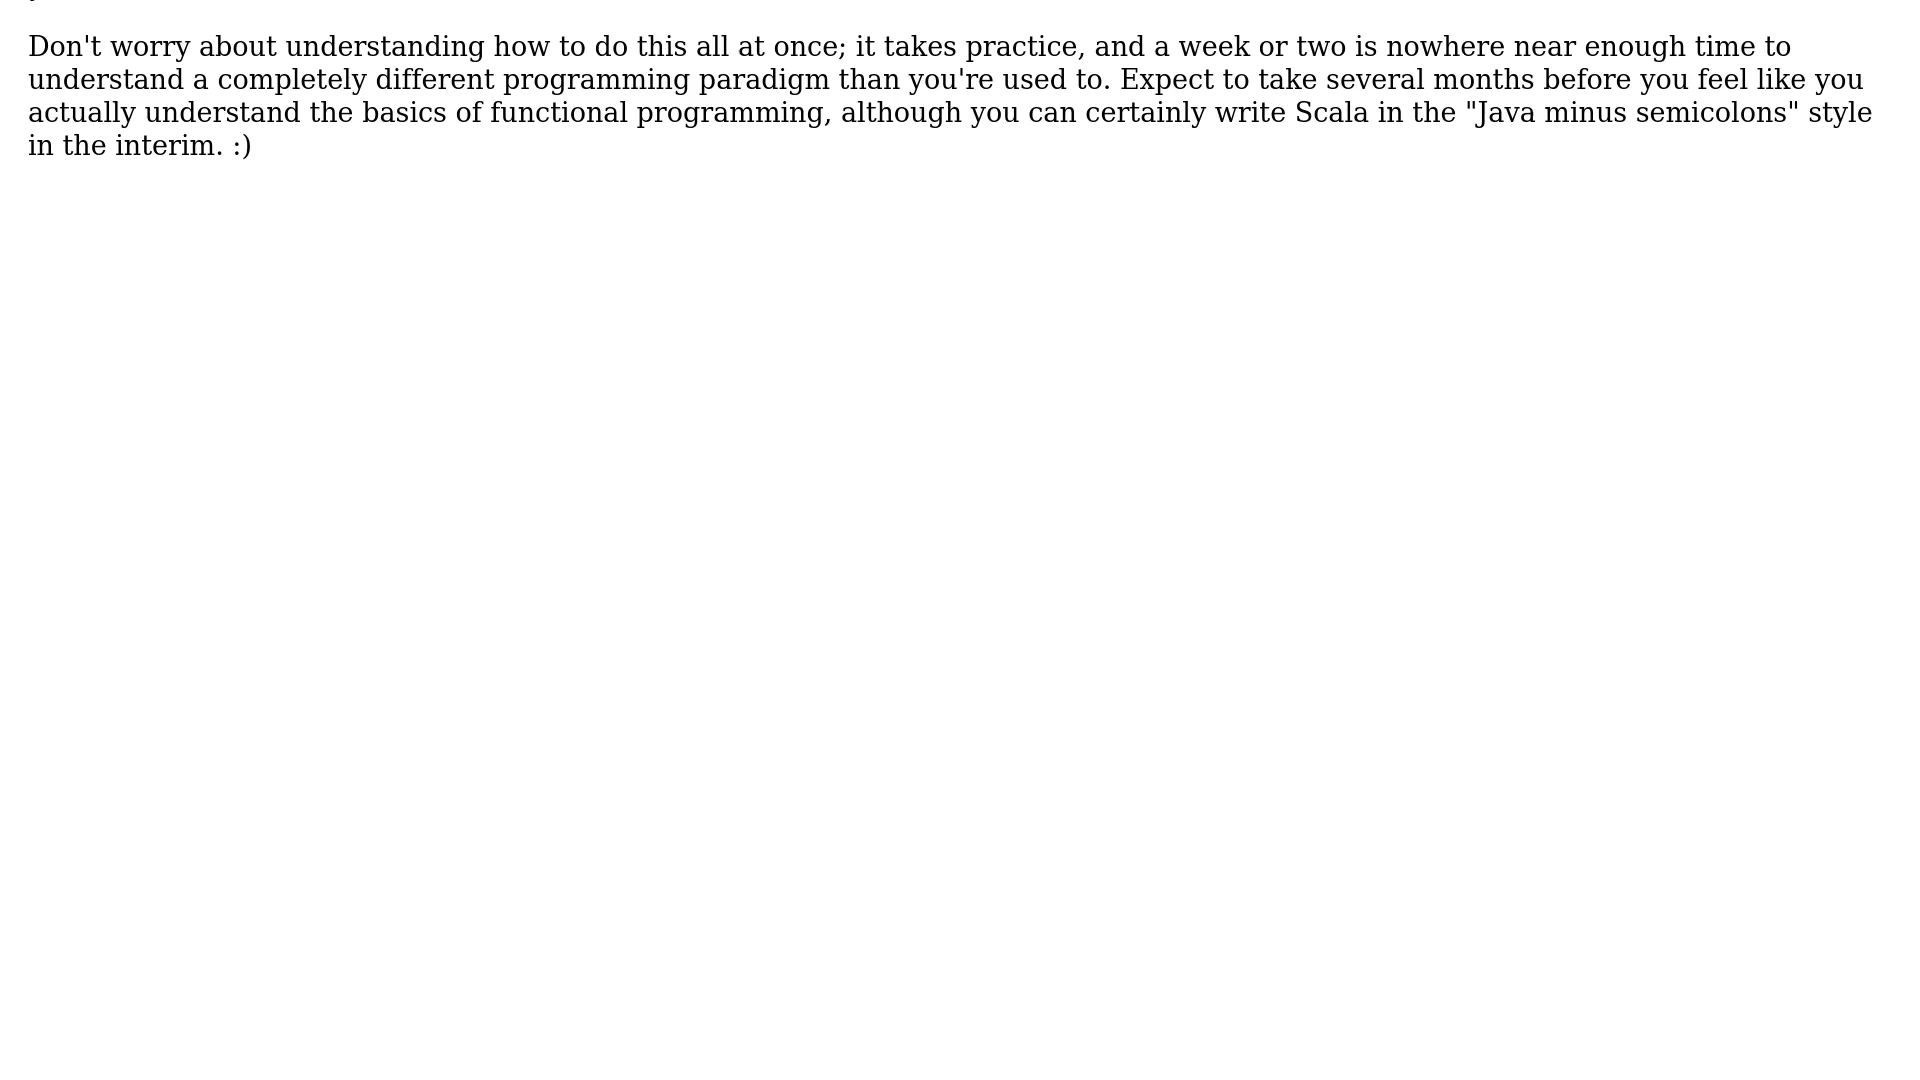 Don't worry about understanding how to do this all at once; it takes practice, and a week or two is nowhere near enough time to
understand a completely different programming paradigm than you're used to. Expect to take several months before you feel like you
actually understand the basics of functional programming, although you can certainly write Scala in the "Java minus semicolons" style
in the interim. :)